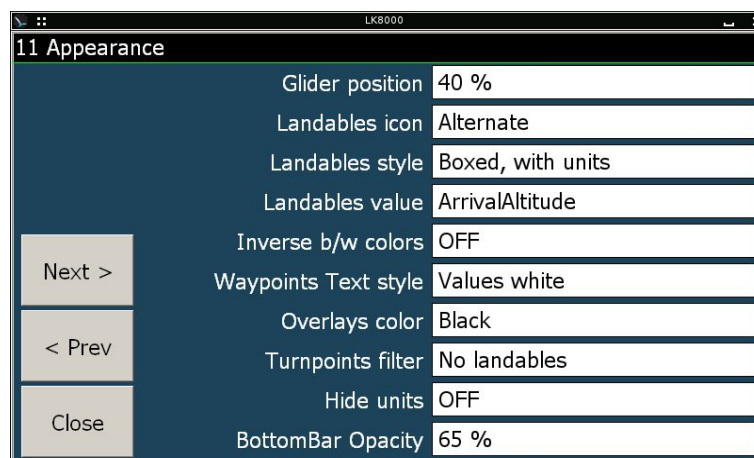 LK8000
11 Appearance
Glider position 40 %
Landables icon Alternate
Landables style Boxed, with units
Landables value ArrivalAltitude
Inverse b/w colors OFF
Waypoints Text style Values white
Overlays color Black
Turnpoints filter No landables
Hide units OFF
BottomBar Opacity 65 %
Next >
< Prev
Close